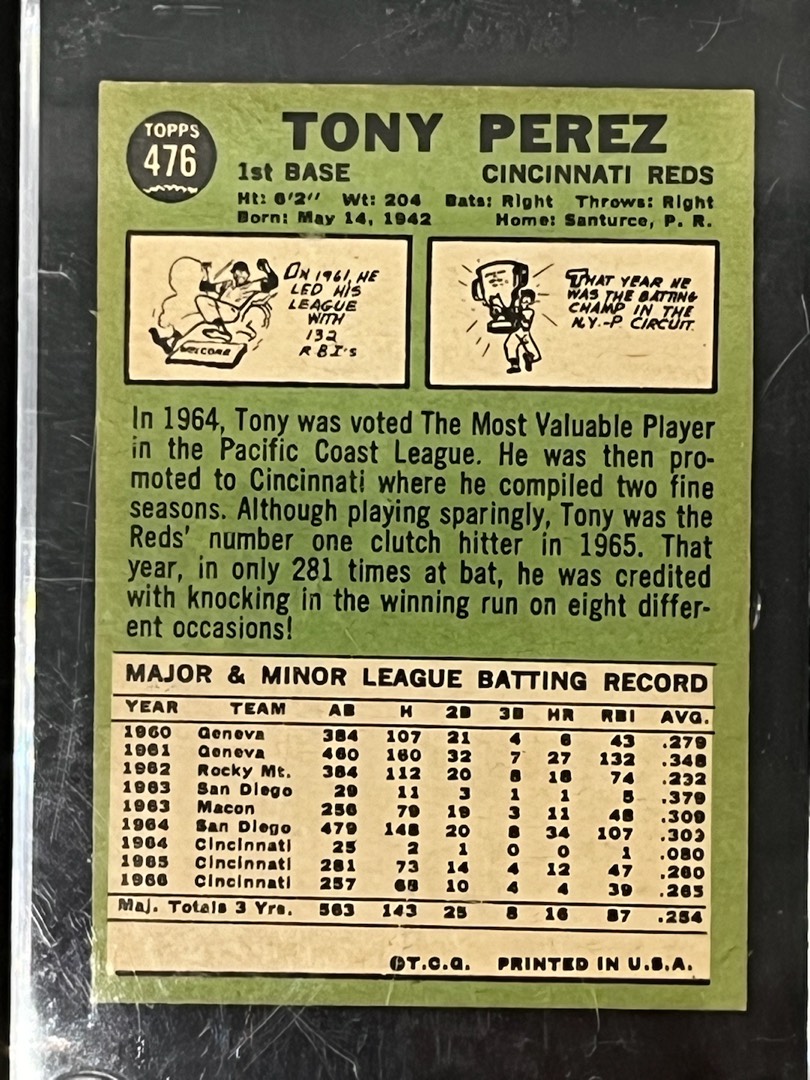 TOPPS
476
TONY PEREZ
1st BASE CINCINNATI REDS
Ht: 6'2" Wt: 204 Bats: Right Throws: Right
Born: May 14, 1942 Home: Santurce, P. R.
WELCOME
IN 1961, HE
LED HIS
LEAGUE
WITH
132
RBI's
THAT YEAR HE
WAS THE BATTING
CHAMP IN THE
N.Y.-P CIRCUIT.
In 1964, Tony was voted The Most Valuable Player
in the Pacific Coast League. He was then pro-
moted to Cincinnati where he compiled two fine
seasons. Although playing sparingly, Tony was the
Reds' number one clutch hitter in 1965. That
year, in only 281 times at bat, he was credited
with knocking in the winning run on eight differ-
ent occasions!
MAJOR & MINOR LEAGUE BATTING RECORD
YEAR TEAM AB H 2B 3B HR RBI AVG.
1960 Geneva 384 107 21 4 6 43 .279
1961 Geneva 460 160 32 7 27 132 .348
1962 Rocky Mt. 384 112 20 8 18 74 .292
1963 San Diego 29 11 3 1 1 5 .379
1963 Macon 256 79 19 3 11 48 .309
1964 San Diego 479 148 20 8 34 107 .309
1964 Cincinnati 25 2 1 0 0 1 .080
1965 Cincinnati 281 73 14 4 12 47 .260
1966 Cincinnati 257 68 10 4 4 39 .265
Maj. Totals 3 Yrs. 563 143 25 8 16 87 .254
©T.C.G. PRINTED IN U.S.A.